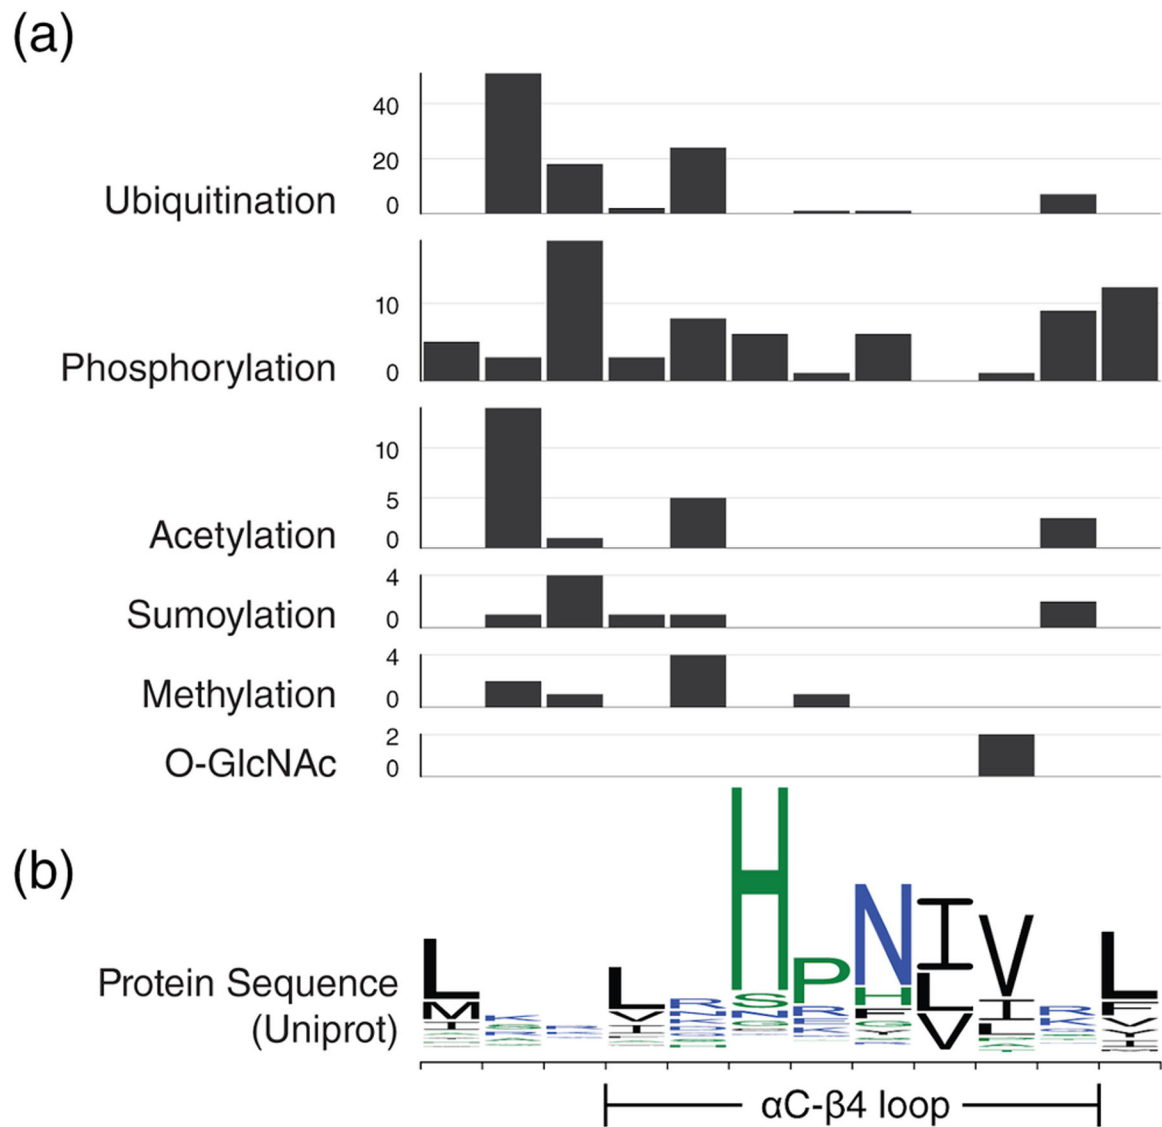 (a)
40
20
0
Ubiquitination
10
0
Phosphorylation
10
5
0
Acetylation
4
0
Sumoylation
4
0
Methylation
2
0
O-GlcNAc
(b)
Protein Sequence
(Uniprot)
L L H P N I V L
M V R S R H L I R F
K N N F V L K V
αC-β4 loop